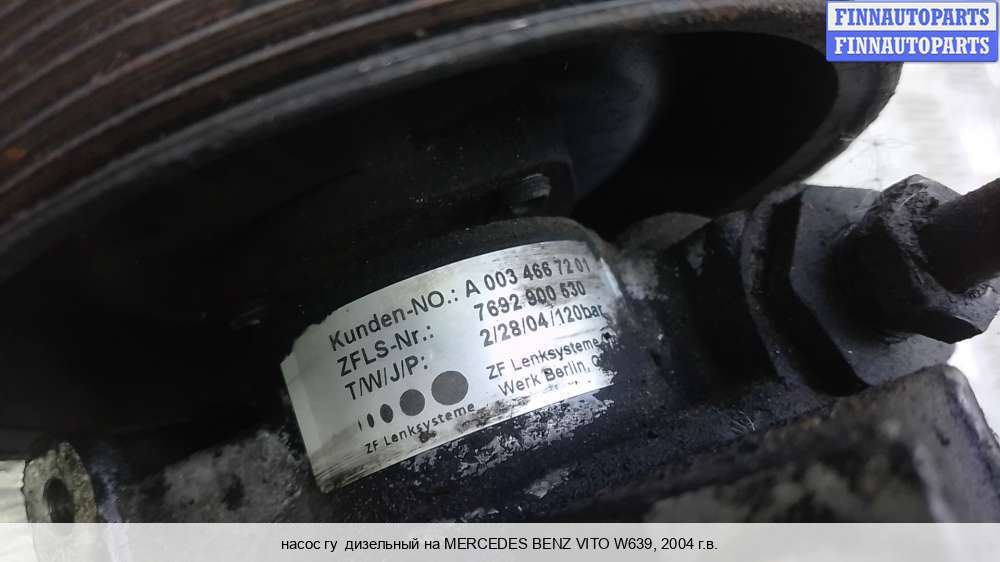 FINNAUTOPARTS
FINNAUTOPARTS
Kunden-NO.: A 003 466 72 01
ZFLS-Nr.: 7692 900 530
T/W/J/P: 2/28/04/120bar
ZF Lenksysteme
Werk Berlin,
ZF Lenksysteme
насос гу дизельный на MERCEDES BENZ VITO W639, 2004 г.в.